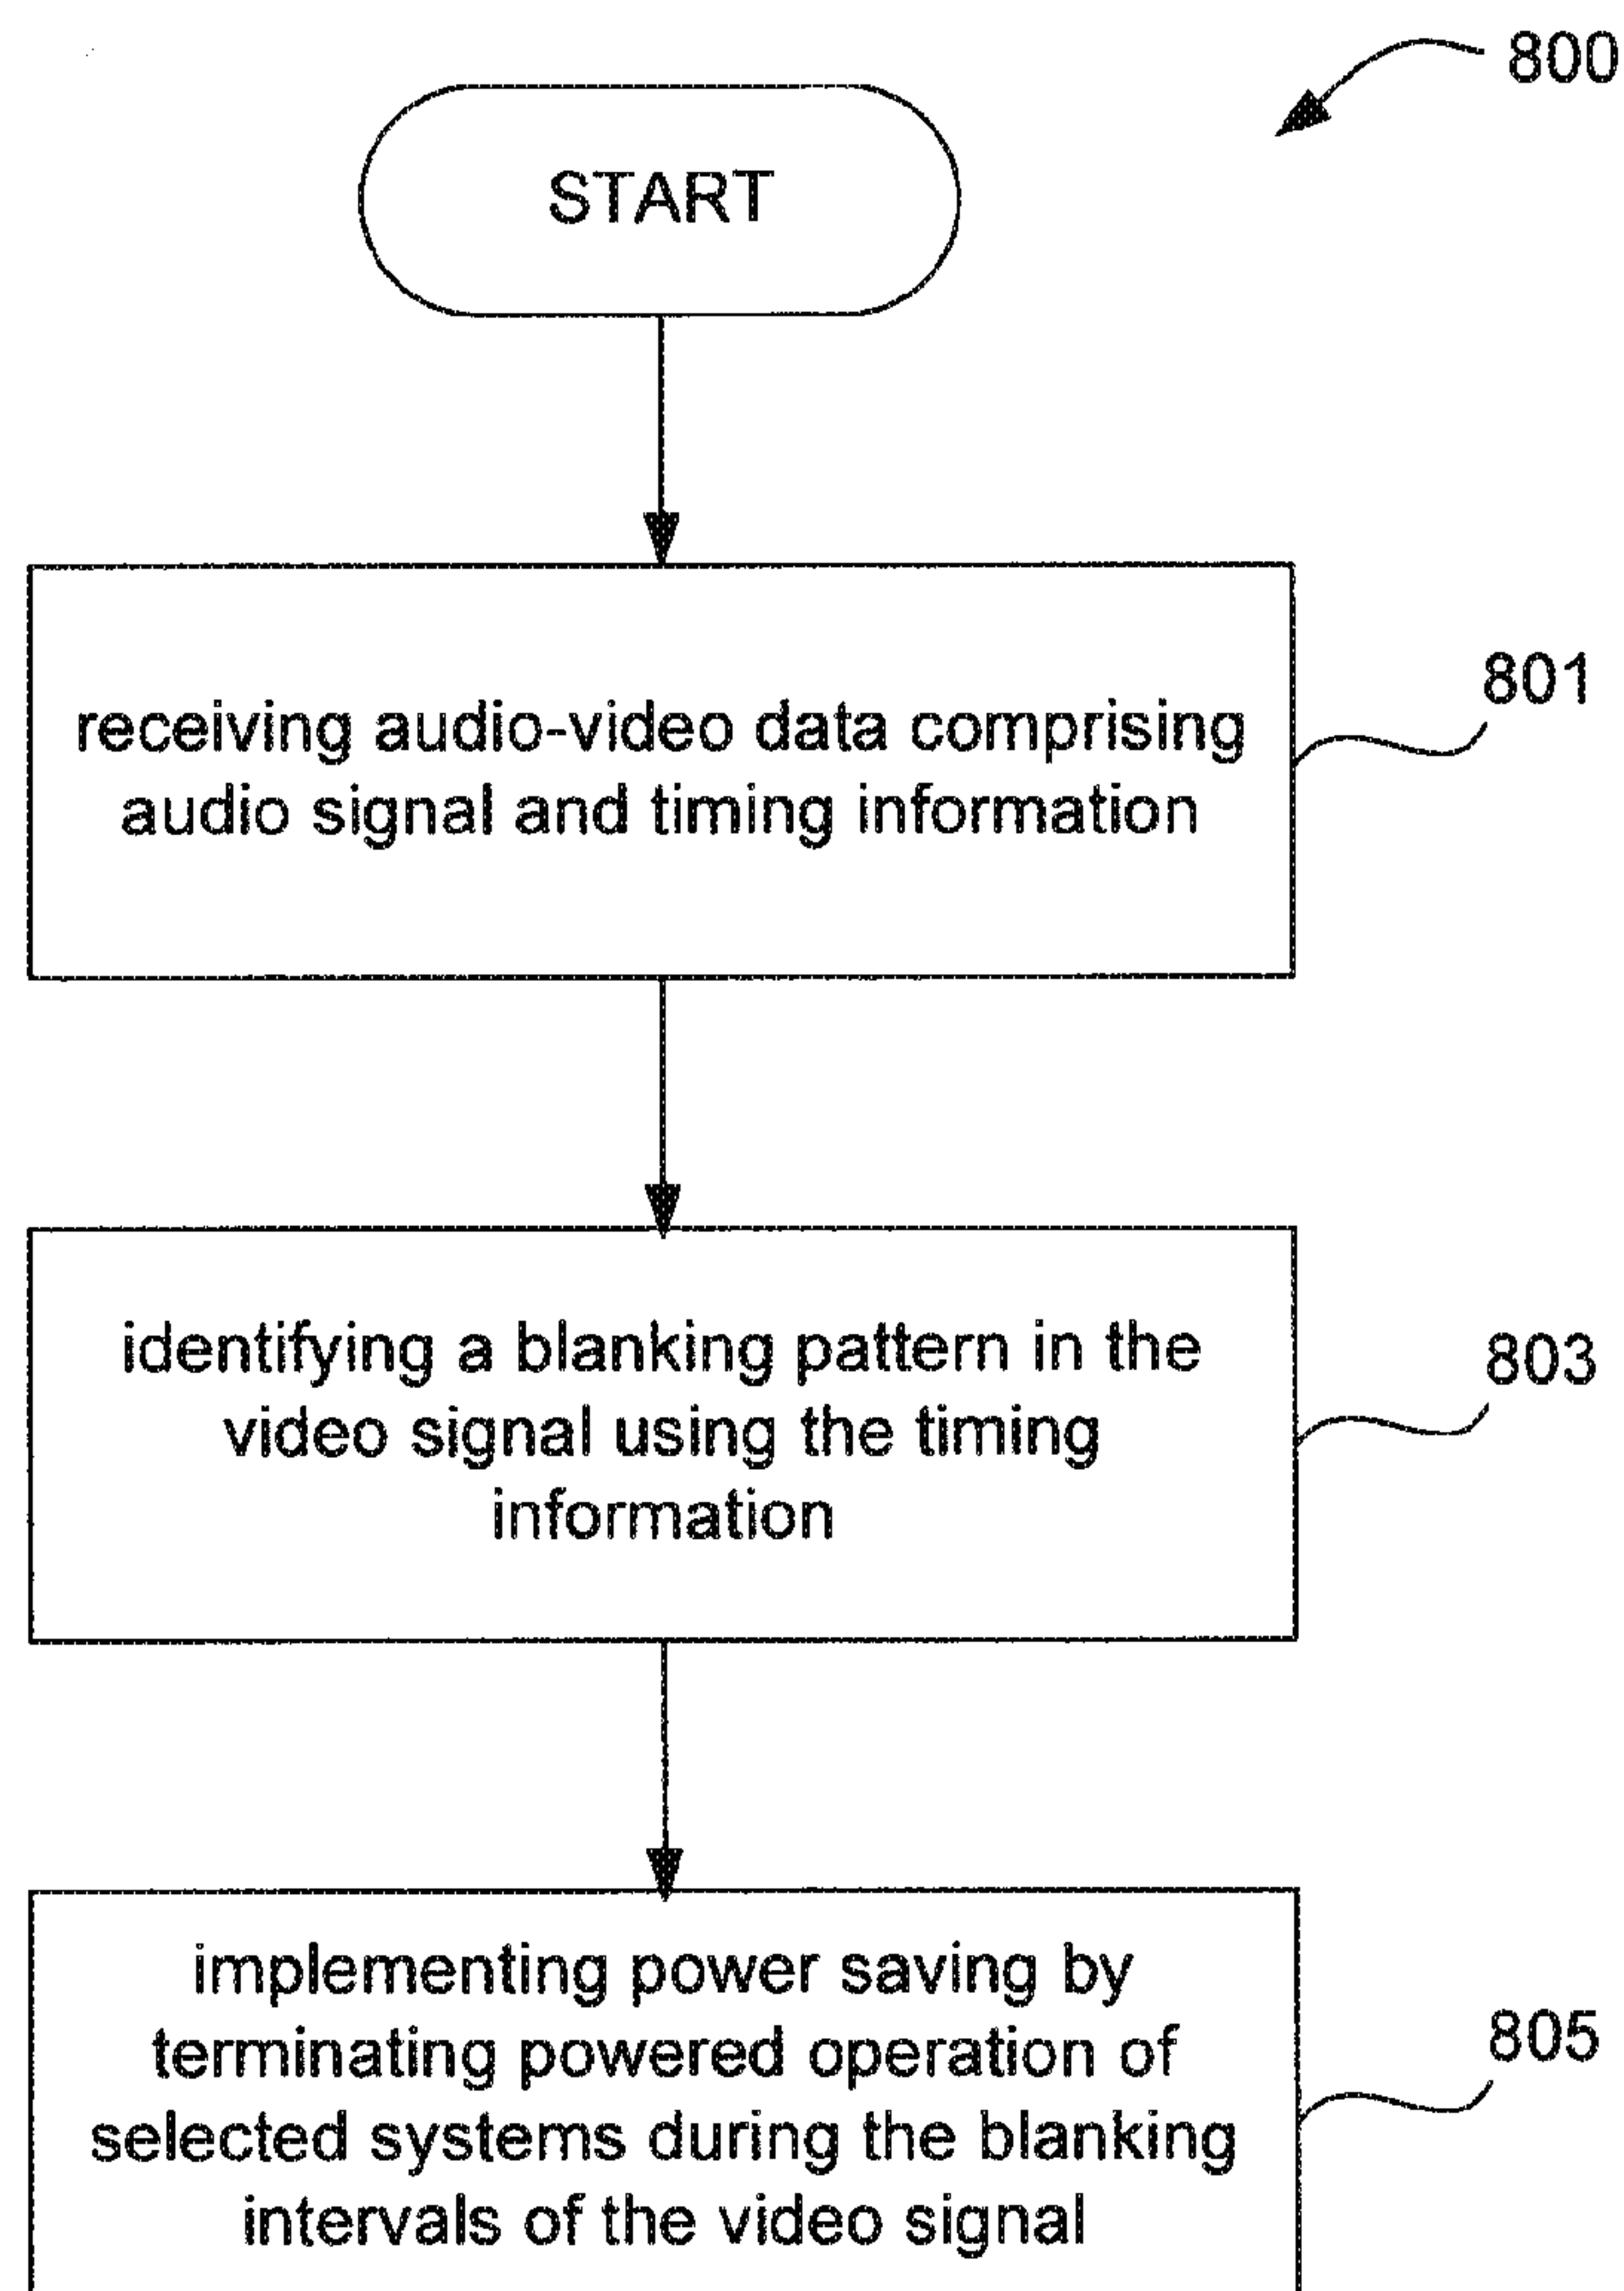 800
START
801
receiving audio-video data comprising
audio signal and timing information
803
identifying a blanking pattern in the
video signal using the timing
information
805
implementing power saving by
terminating powered operation of
selected systems during the blanking
intervals of the video signal